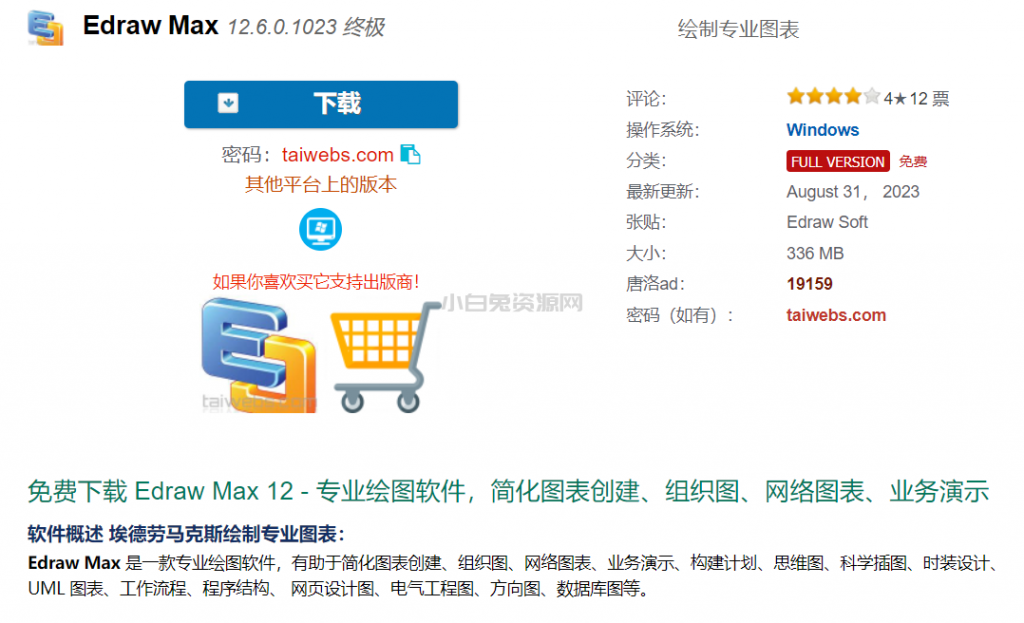 Edraw Max 12.6.0.1023 终极
绘制专业图表
下载
密码：taiwebs.com
其他平台上的版本
如果你喜欢买它支持出版商！
taiwebs.com
小白兔资源网
评论：4★12 票
操作系统：Windows
分类：FULL VERSION 免费
最新更新：August 31， 2023
张贴：Edraw Soft
大小：336 MB
唐洛ad：19159
密码（如有）：taiwebs.com
免费下载 Edraw Max 12 - 专业绘图软件，简化图表创建、组织图、网络图表、业务演示
软件概述 埃德劳马克斯绘制专业图表：
Edraw Max 是一款专业绘图软件，有助于简化图表创建、组织图、网络图表、业务演示、构建计划、思维图、科学插图、时装设计、
UML 图表、工作流程、程序结构、 网页设计图、电气工程图、方向图、数据库图等。